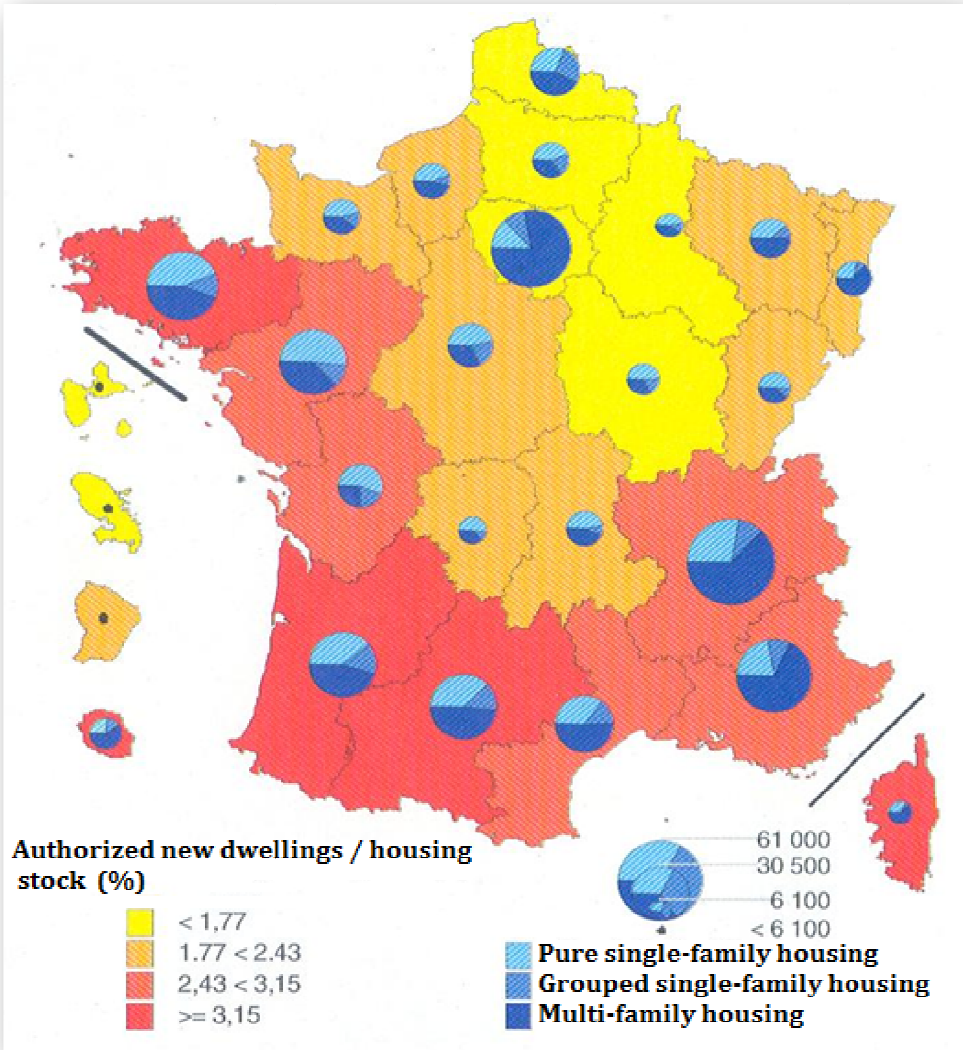 Authorized new dwellings / housing
stock (%)
< 1,77
1.77 < 2.43
2,43 < 3,15
>= 3,15
61 000
30 500
6 100
< 6 100
Pure single-family housing
Grouped single-family housing
Multi-family housing